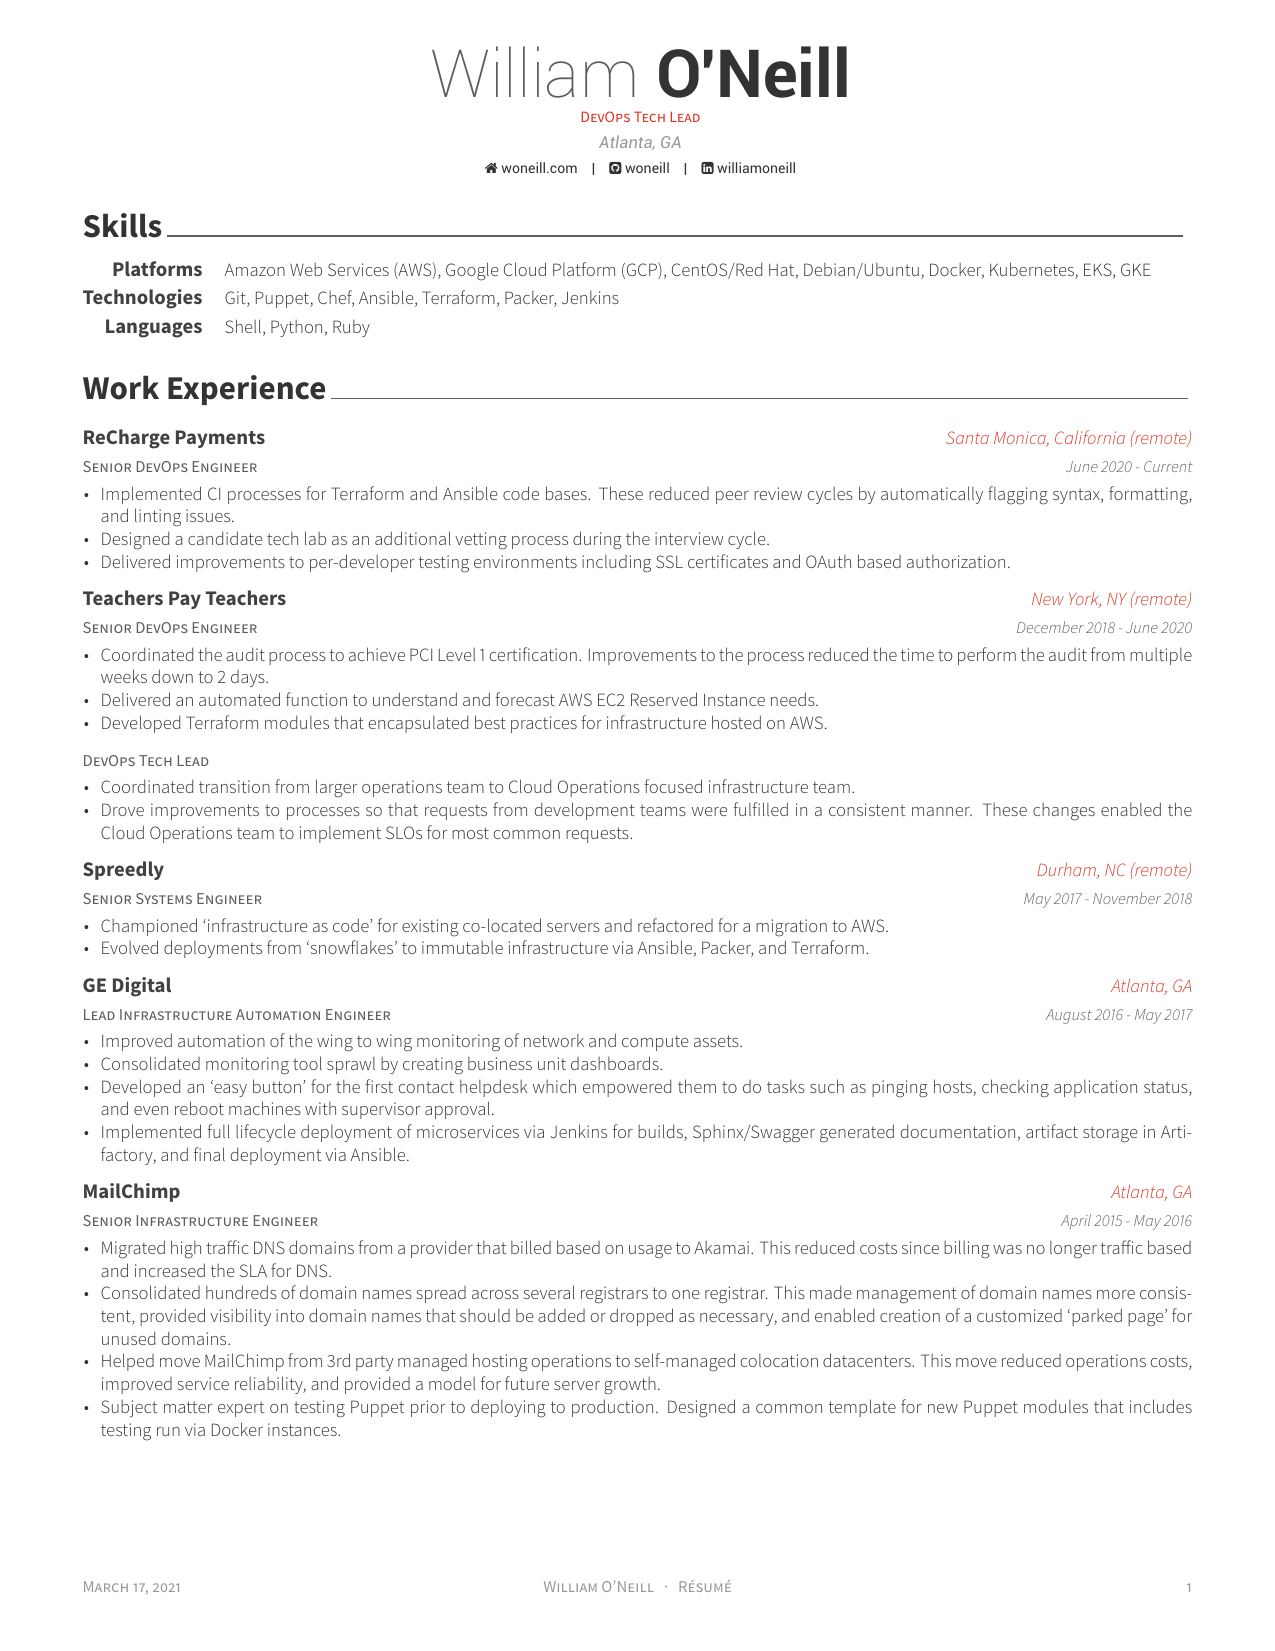 William O'Neill
DevOps Tech Lead
Atlanta, GA
woneill.com | woneill | williamoneill
Skills
Platforms Amazon Web Services (AWS), Google Cloud Platform (GCP), CentOS/Red Hat, Debian/Ubuntu, Docker, Kubernetes, EKS, GKE
Technologies Git, Puppet, Chef, Ansible, Terraform, Packer, Jenkins
Languages Shell, Python, Ruby
Work Experience
ReCharge Payments Santa Monica, California (remote)
Senior DevOps Engineer June 2020 - Current
• Implemented CI processes for Terraform and Ansible code bases. These reduced peer review cycles by automatically flagging syntax, formatting,
and linting issues.
• Designed a candidate tech lab as an additional vetting process during the interview cycle.
• Delivered improvements to per-developer testing environments including SSL certificates and OAuth based authorization.
Teachers Pay Teachers New York, NY (remote)
Senior DevOps Engineer December 2018 - June 2020
• Coordinated the audit process to achieve PCI Level 1 certification. Improvements to the process reduced the time to perform the audit from multiple
weeks down to 2 days.
• Delivered an automated function to understand and forecast AWS EC2 Reserved Instance needs.
• Developed Terraform modules that encapsulated best practices for infrastructure hosted on AWS.
DevOps Tech Lead
• Coordinated transition from larger operations team to Cloud Operations focused infrastructure team.
• Drove improvements to processes so that requests from development teams were fulfilled in a consistent manner. These changes enabled the
Cloud Operations team to implement SLOs for most common requests.
Spreedly Durham, NC (remote)
Senior Systems Engineer May 2017 - November 2018
• Championed ‘infrastructure as code’ for existing co-located servers and refactored for a migration to AWS.
• Evolved deployments from ‘snowflakes’ to immutable infrastructure via Ansible, Packer, and Terraform.
GE Digital Atlanta, GA
Lead Infrastructure Automation Engineer August 2016 - May 2017
• Improved automation of the wing to wing monitoring of network and compute assets.
• Consolidated monitoring tool sprawl by creating business unit dashboards.
• Developed an ‘easy button’ for the first contact helpdesk which empowered them to do tasks such as pinging hosts, checking application status,
and even reboot machines with supervisor approval.
• Implemented full lifecycle deployment of microservices via Jenkins for builds, Sphinx/Swagger generated documentation, artifact storage in Arti-
factory, and final deployment via Ansible.
MailChimp Atlanta, GA
Senior Infrastructure Engineer April 2015 - May 2016
• Migrated high traffic DNS domains from a provider that billed based on usage to Akamai. This reduced costs since billing was no longer traffic based
and increased the SLA for DNS.
• Consolidated hundreds of domain names spread across several registrars to one registrar. This made management of domain names more consis-
tent, provided visibility into domain names that should be added or dropped as necessary, and enabled creation of a customized ‘parked page’ for
unused domains.
• Helped move MailChimp from 3rd party managed hosting operations to self-managed colocation datacenters. This move reduced operations costs,
improved service reliability, and provided a model for future server growth.
• Subject matter expert on testing Puppet prior to deploying to production. Designed a common template for new Puppet modules that includes
testing run via Docker instances.
March 17, 2021 William O’Neill · Résumé 1